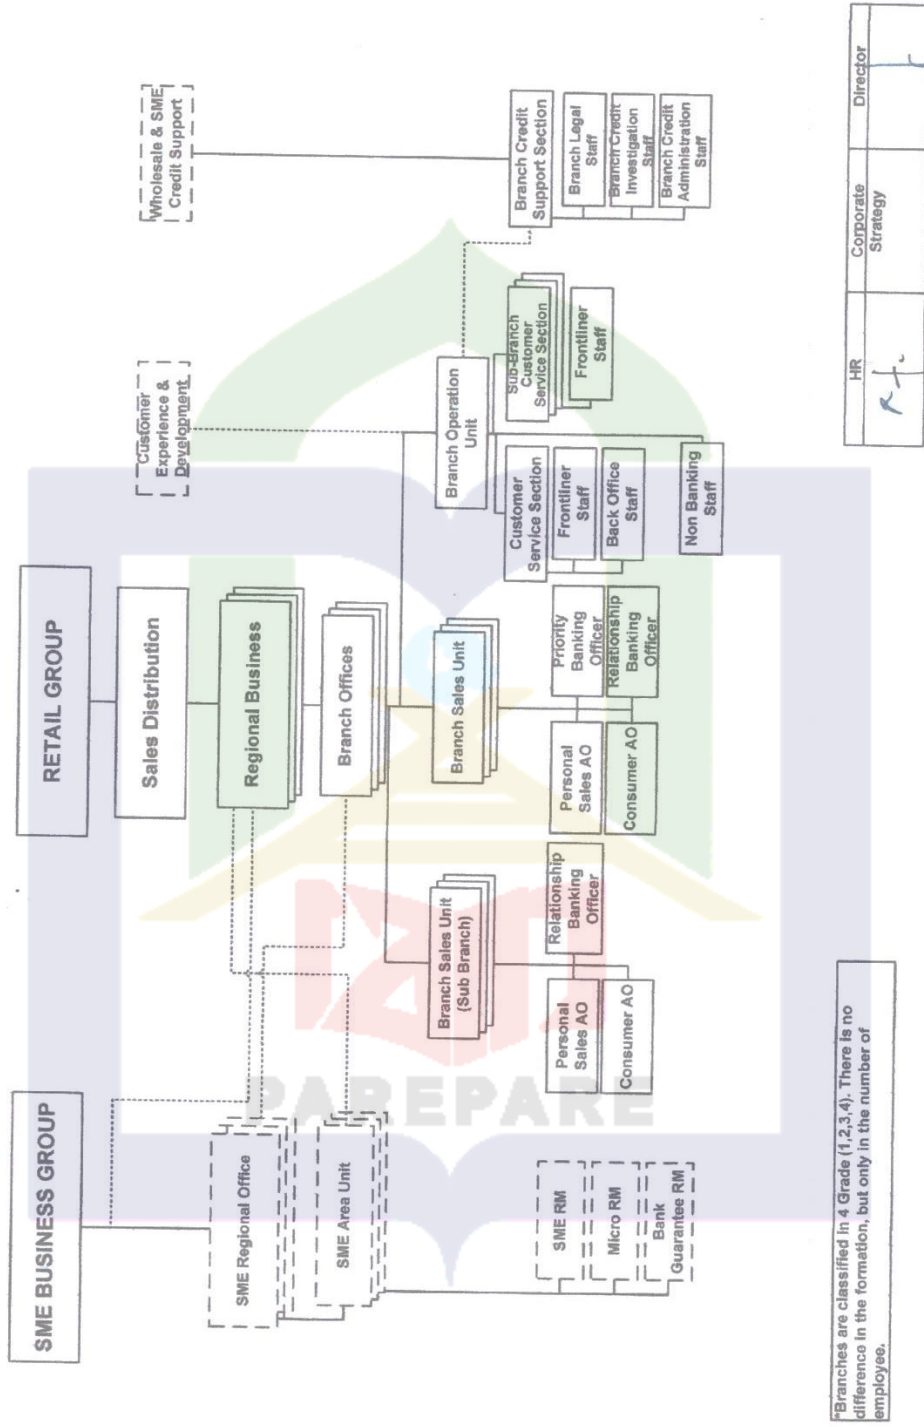 SME BUSINESS GROUP
RETAIL GROUP
Sales Distribution
Customer
Experience &
Development
Wholesale & SME
Credit Support
SME Regional Office
Regional Business
SME Area Unit
Branch Offices
Branch Sales Unit
(Sub Branch)
Branch Sales Unit
Branch Operation
Unit
Branch Credit
Support Section
SME RM
Micro RM
Bank
Guarantee RM
Personal
Sales AO
Consumer AO
Relationship
Banking
Officer
Personal
Sales AO
Consumer AO
Priority
Banking
Officer
Relationship
Banking
Officer
Customer
Service Section
Frontliner
Staff
Back Office
Staff
Non Banking
Staff
Sub-Branch
Customer
Service Section
Frontliner
Staff
Branch Legal
Staff
Branch Credit
Investigation
Staff
Branch Credit
Administration
Staff
*Branches are classified in 4 Grade (1,2,3,4). There is no
difference in the formation, but only in the number of
employee.
HR
Corporate
Strategy
Director
PAREPARE